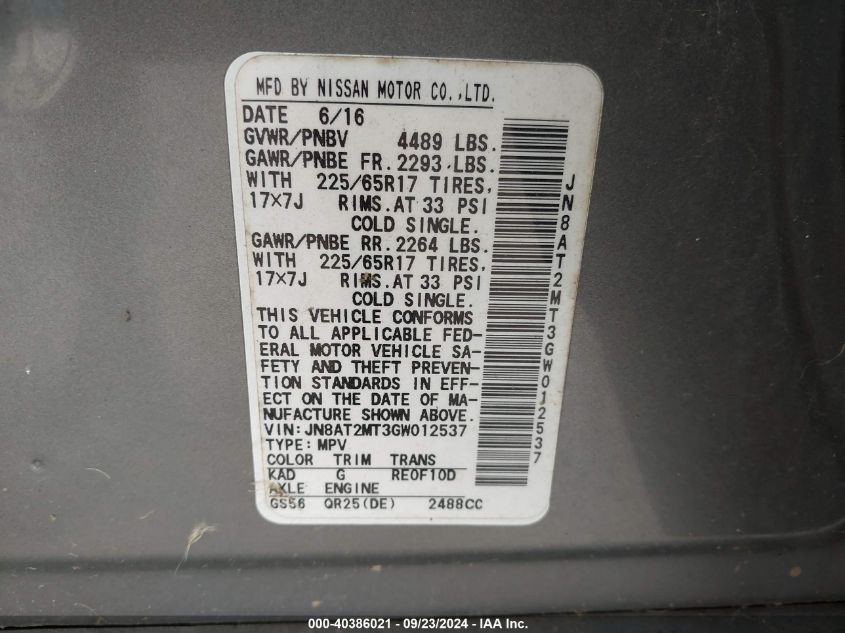 MFD BY NISSAN MOTOR CO.,LTD.
DATE 6/16
GVWR/PNBV 4489 LBS.
GAWR/PNBE FR. 2293 LBS.
WITH 225/65R17 TIRES,
17×7J RIMS.AT 33 PSI
COLD SINGLE.
GAWR/PNBE RR. 2264 LBS.
WITH 225/65R17 TIRES,
17×7J RIMS.AT 33 PSI
COLD SINGLE.
THIS VEHICLE CONFORMS
TO ALL APPLICABLE FED-
ERAL MOTOR VEHICLE SA-
FETY AND THEFT PREVEN-
TION STANDARDS IN EFF-
ECT ON THE DATE OF MA-
NUFACTURE SHOWN ABOVE.
VIN:JN8AT2MT3GW012537
TYPE:MPV
COLOR TRIM TRANS
KAD G RE0F10D
AXLE ENGINE
GS56 QR25(DE) 2488CC
JN8AT2MT3GW012537
000-40386021 - 09/23/2024 - IAA Inc.